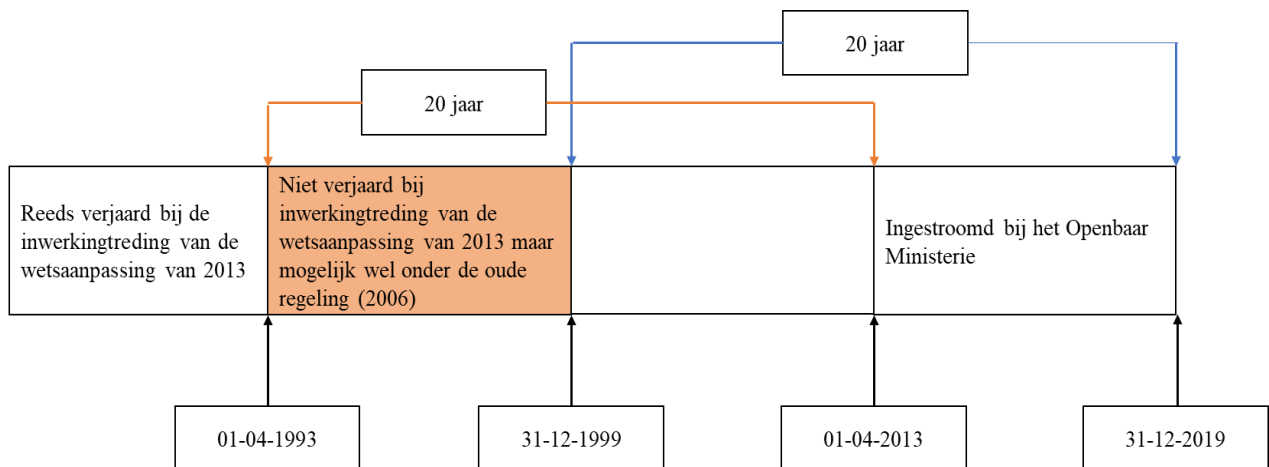 20 jaar
20 jaar
Reeds verjaard bij de
inwerkingtreding van de
wetsaanpassing van 2013
Niet verjaard bij
inwerkingtreding van de
wetsaanpassing van 2013 maar
mogelijk wel onder de oude
regeling (2006)
Ingestroomd bij het Openbaar
Ministerie
01-04-1993
31-12-1999
01-04-2013
31-12-2019